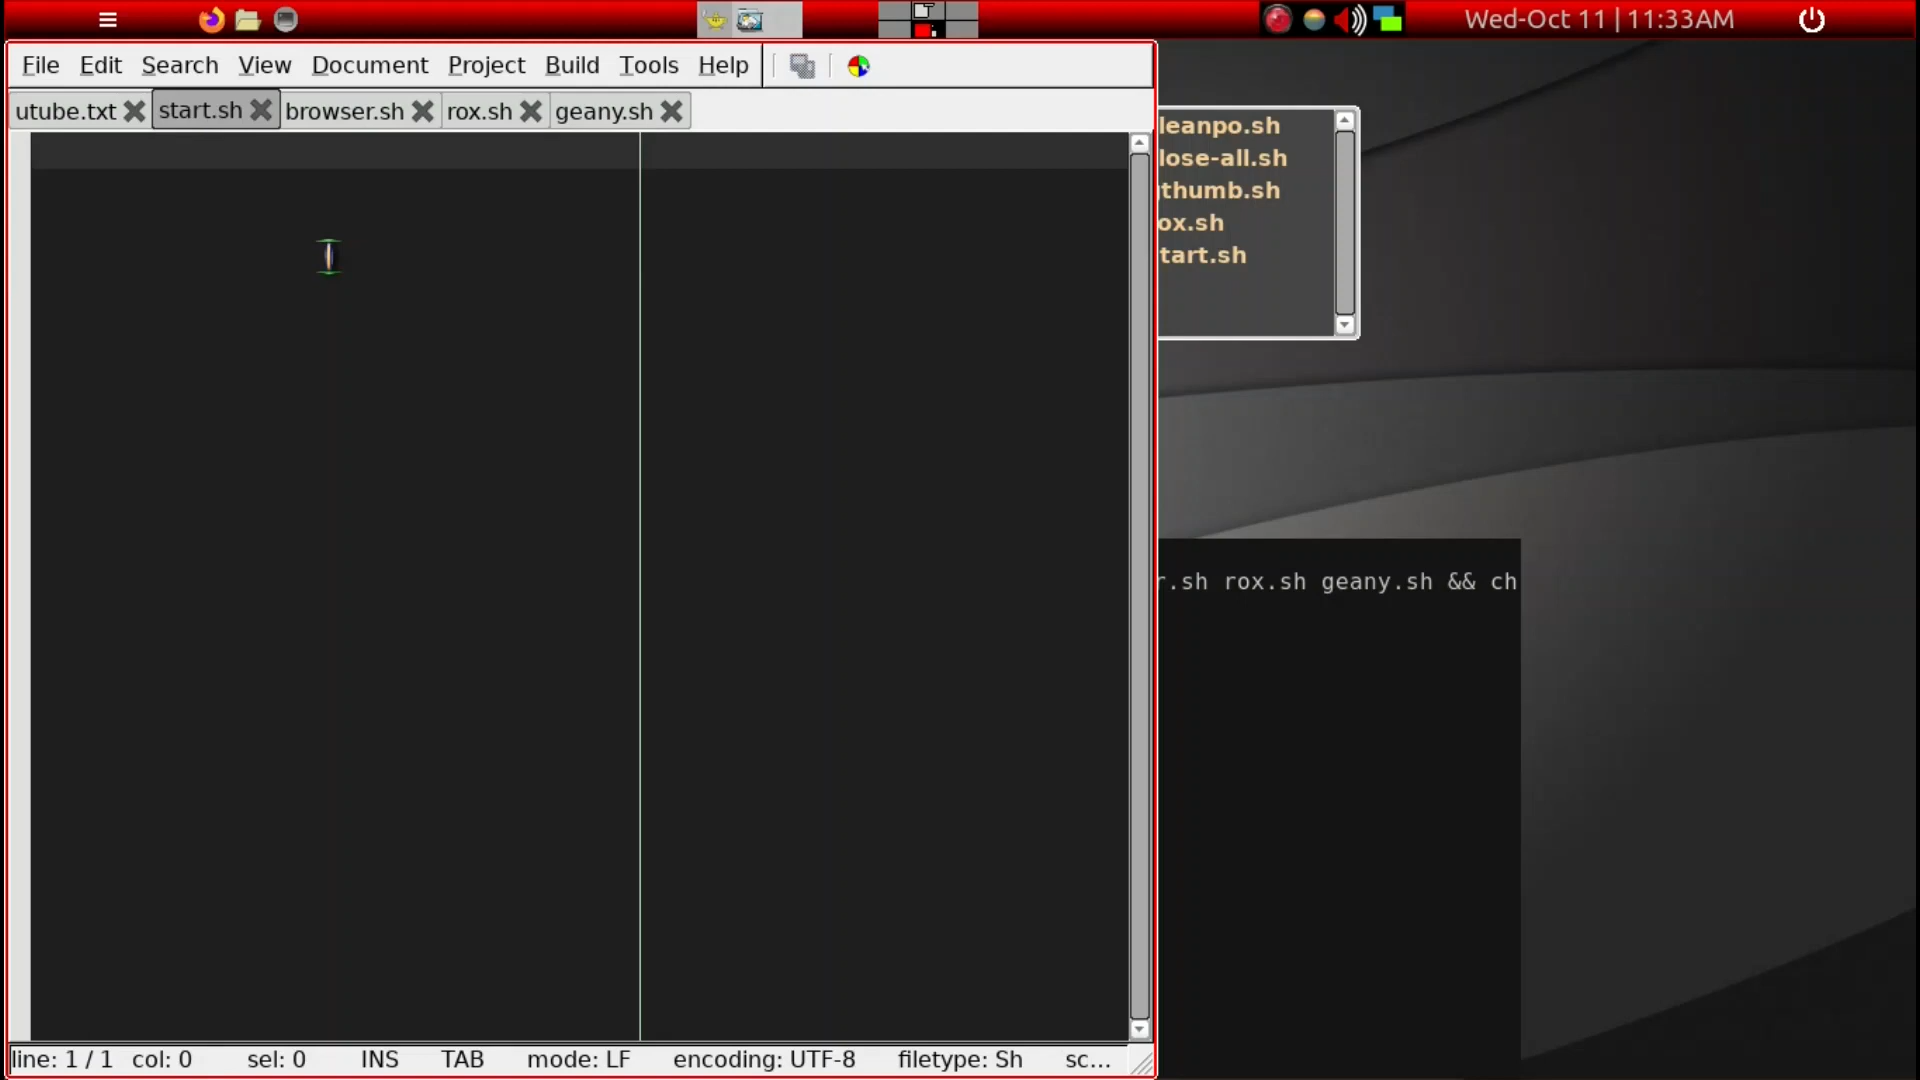 Wed-Oct 11 | 11:33AM
File Edit Search View Document Project Build Tools Help
utube.txt start.sh browser.sh rox.sh geany.sh
leanpo.sh
lose-all.sh
thumb.sh
ox.sh
tart.sh
r.sh rox.sh geany.sh && ch
line: 1 / 1 col: 0 sel: 0 INS TAB mode: LF encoding: UTF-8 filetype: Sh sc...